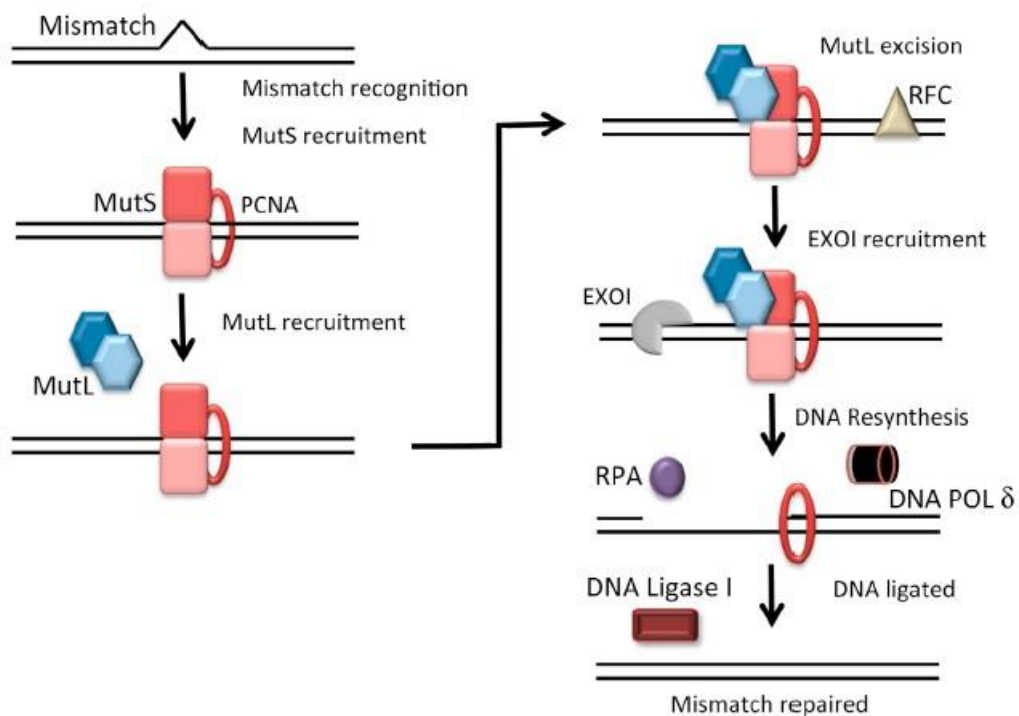 Mismatch
Mismatch recognition
MutS recruitment
MutS
PCNA
MutL recruitment
MutL
MutL excision
RFC
EXOI recruitment
EXOI
DNA Resynthesis
RPA
DNA POL δ
DNA Ligase I
DNA ligated
Mismatch repaired